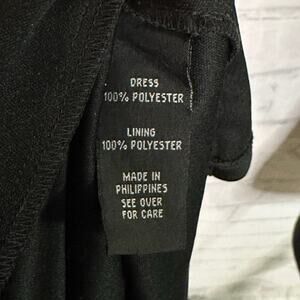 DRESS
100% POLYESTER
LINING
100% POLYESTER
MADE IN
PHILIPPINES
SEE OVER
FOR CARE